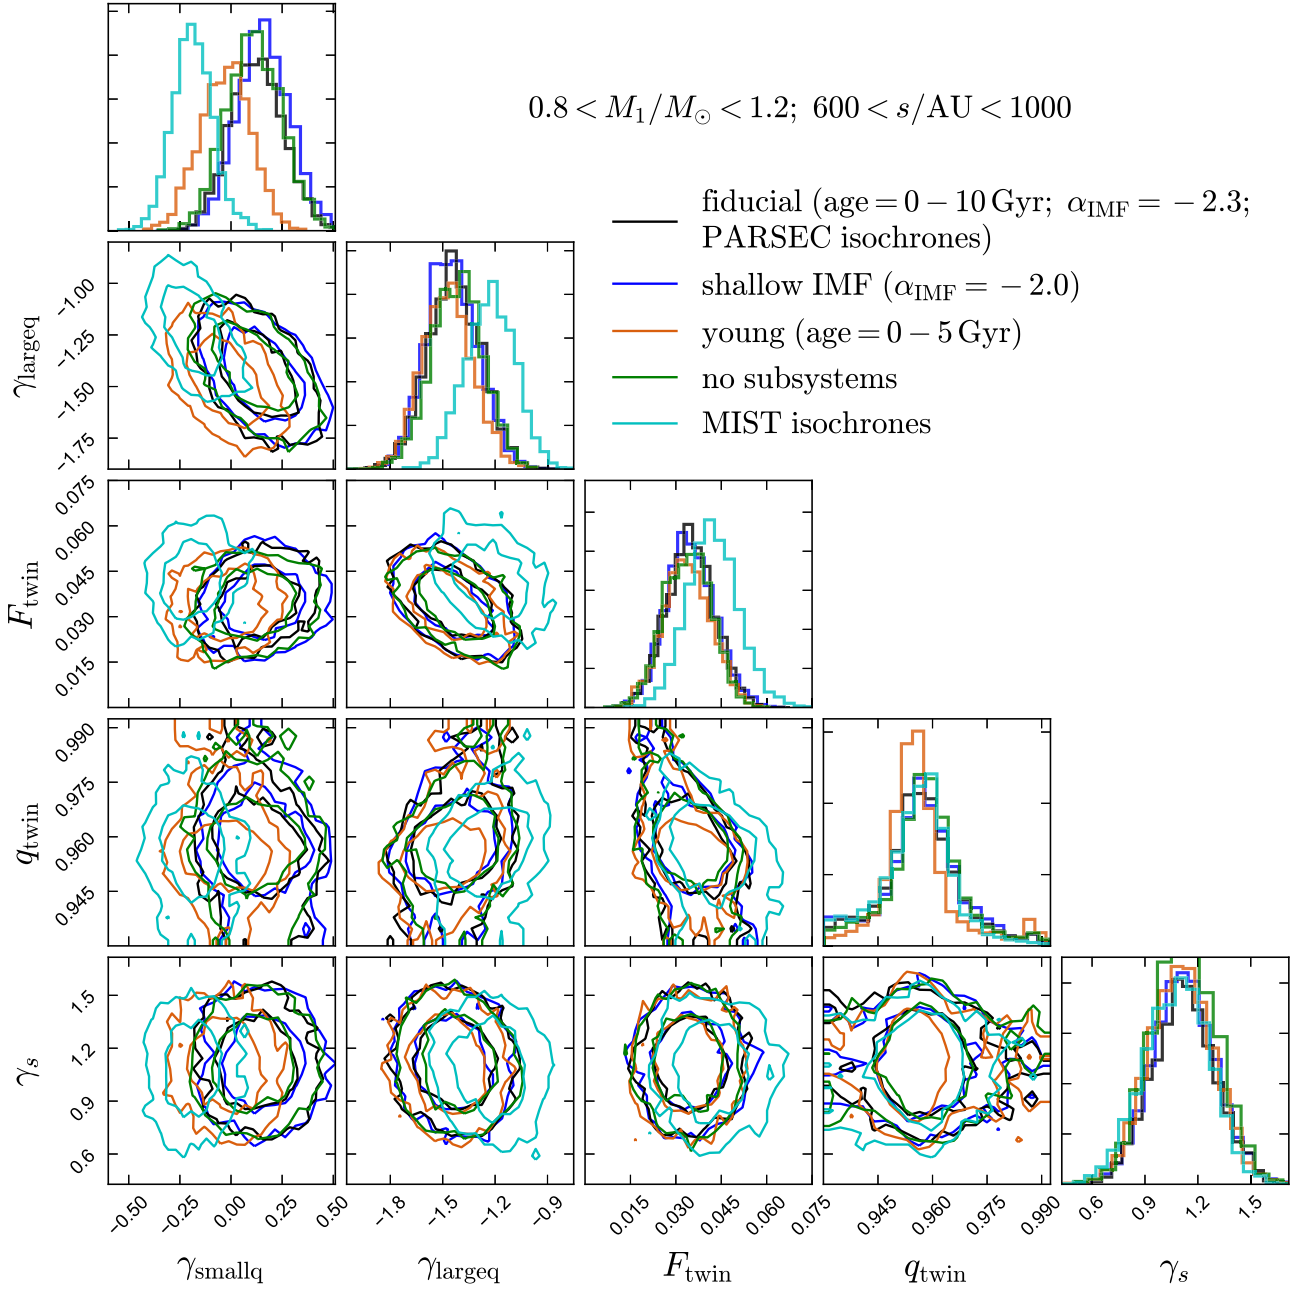 0.8 < M₁/M⊙ < 1.2; 600 < s/AU < 1000
fiducial (age = 0 − 10 Gyr; α_IMF = −2.3;
PARSEC isochrones)
shallow IMF (α_IMF = −2.0)
young (age = 0 − 5 Gyr)
no subsystems
MIST isochrones
γ_largeq
−1.00
−1.25
−1.50
−1.75
F_twin
0.075
0.060
0.045
0.030
0.015
q_twin
0.990
0.975
0.960
0.945
γ_s
1.5
1.2
0.9
0.6
−0.50 −0.25 0.00 0.25 0.50 −1.8 −1.5 −1.2 −0.9 0.015 0.030 0.045 0.060 0.075 0.945 0.960 0.975 0.990 0.6 0.9 1.2 1.5
γ_smallq γ_largeq F_twin q_twin γ_s